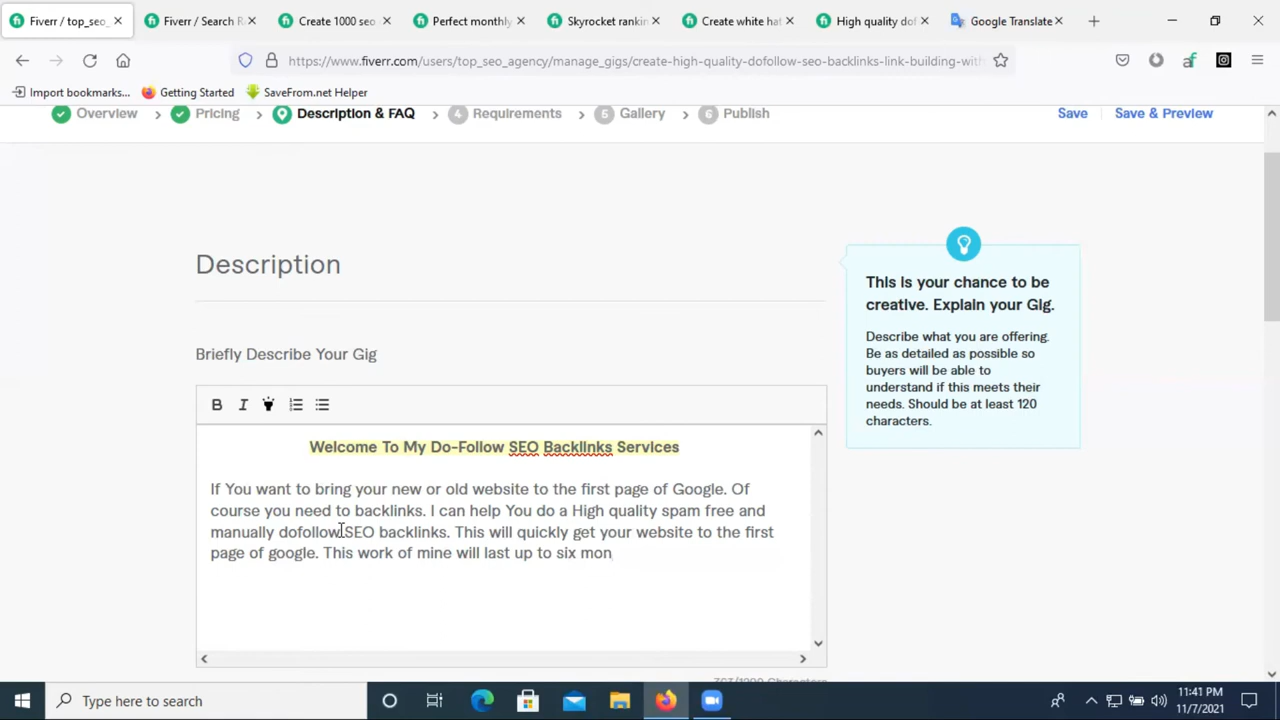 Fiverr / top_seo_
Fiverr / Search R
Create 1000 seo
Perfect monthly
Skyrocket rankin
Create white hat
High quality dof
Google Translate
https://www.fiverr.com/users/top_seo_agency/manage_gigs/create-high-quality-dofollow-seo-backlinks-link-building-with
Import bookmarks...
Getting Started
SaveFrom.net Helper
Overview
Pricing
Description & FAQ
4 Requirements
5 Gallery
6 Publish
Save
Save & Preview
Description
Briefly Describe Your Gig
This is your chance to be
creative. Explain your Gig.
Describe what you are offering.
Be as detailed as possible so
buyers will be able to
understand if this meets their
needs. Should be at least 120
characters.
Welcome To My Do-Follow SEO Backlinks Services
If You want to bring your new or old website to the first page of Google. Of
course you need to backlinks. I can help You do a High quality spam free and
manually dofollow SEO backlinks. This will quickly get your website to the first
page of google. This work of mine will last up to six mon
Type here to search
11:41 PM
11/7/2021